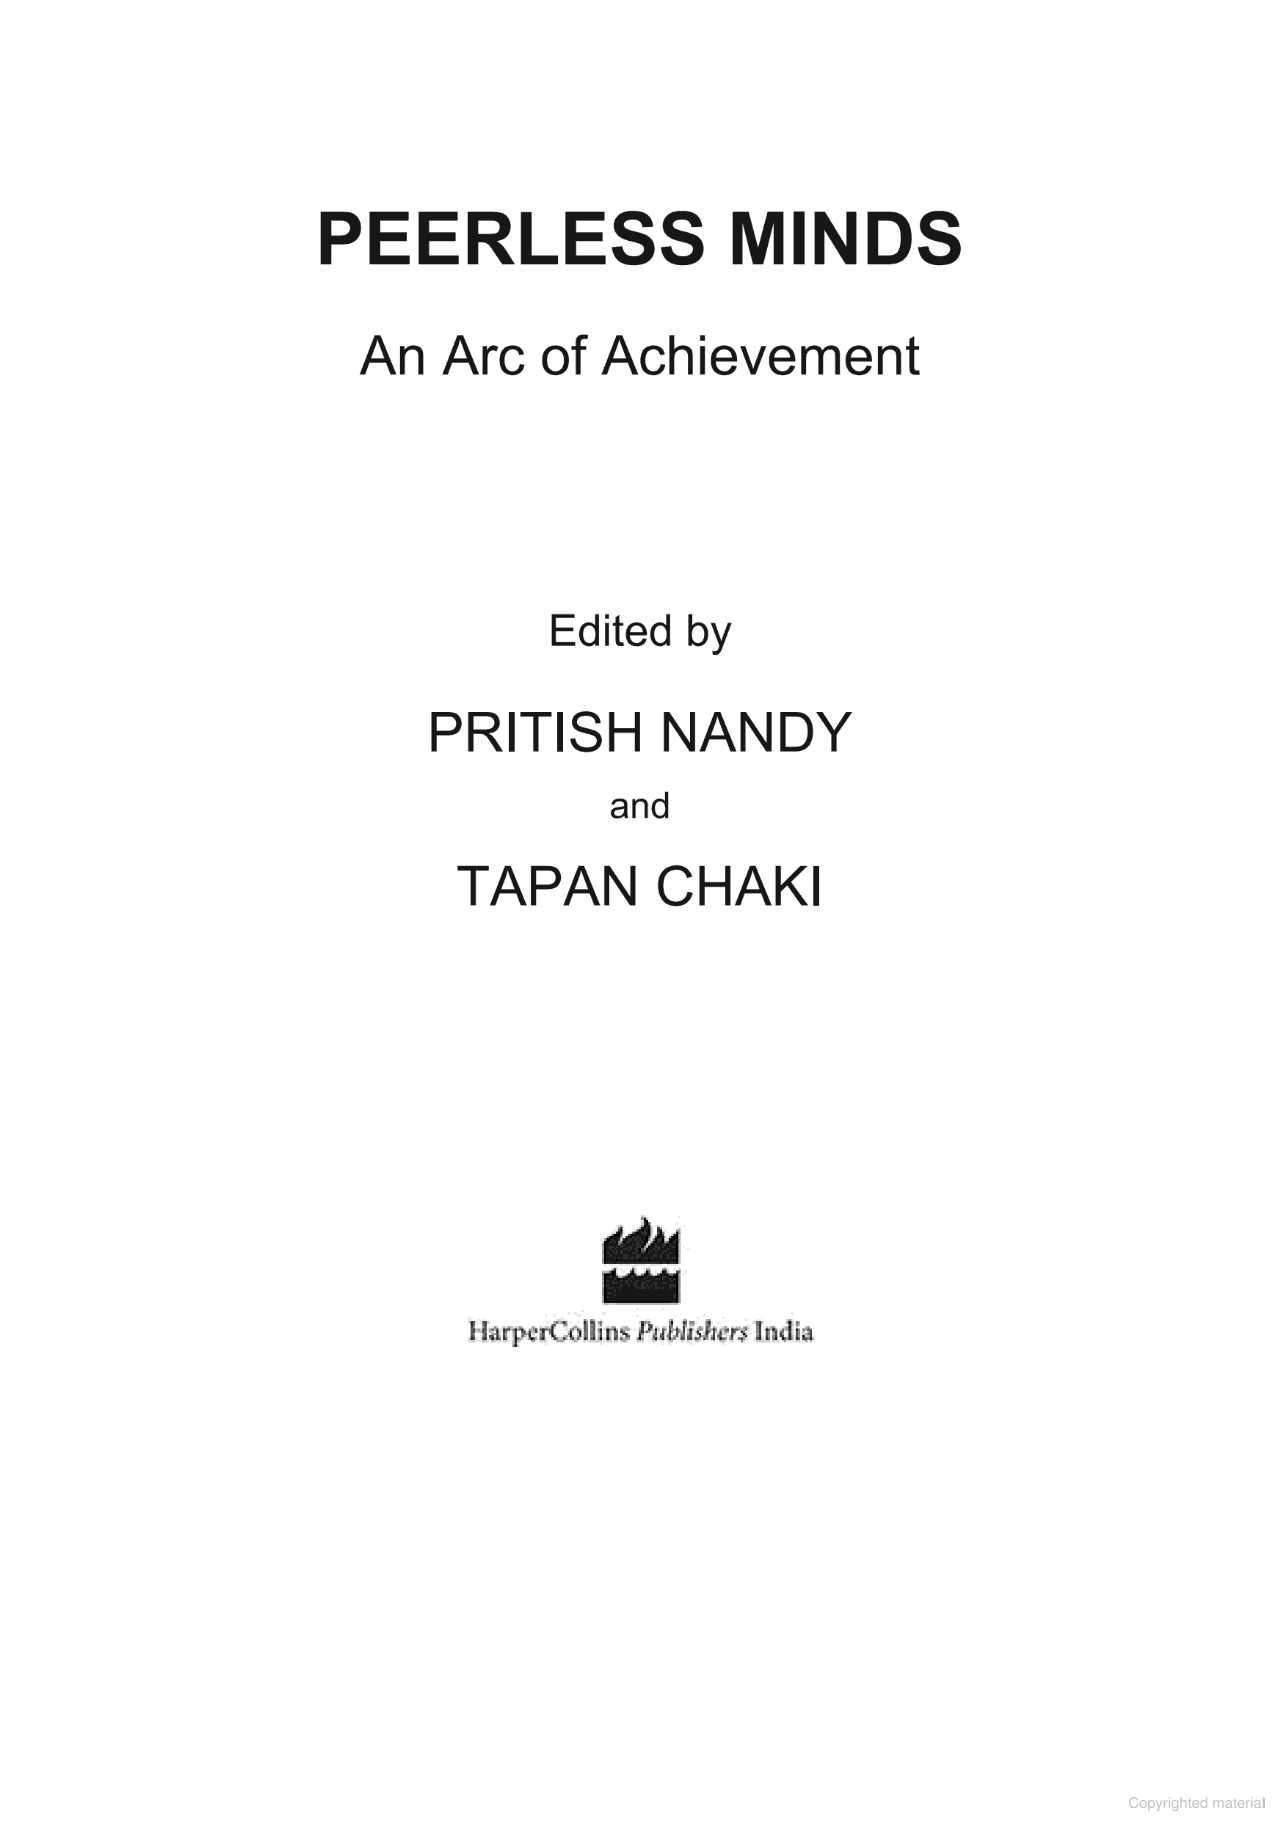 PEERLESS MINDS
An Arc of Achievement
Edited by
PRITISH NANDY
and
TAPAN CHAKI
HarperCollins Publishers India
Copyrighted material